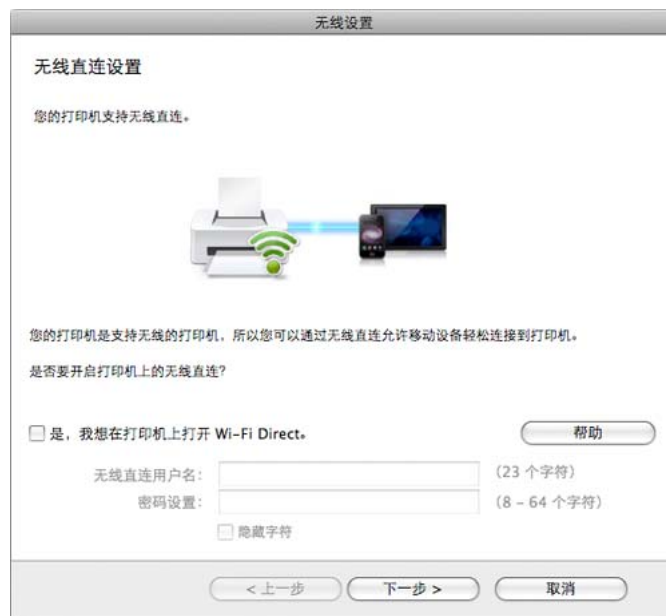 无线设置
无线直连设置
您的打印机支持无线直连。
您的打印机是支持无线的打印机，所以您可以通过无线直连允许移动设备轻松连接到打印机。
是否要开启打印机上的无线直连?
是，我想在打印机上打开 Wi-Fi Direct。
帮助
无线直连用户名:
(23 个字符)
密码设置:
(8 - 64 个字符)
隐藏字符
< 上一步
下一步 >
取消